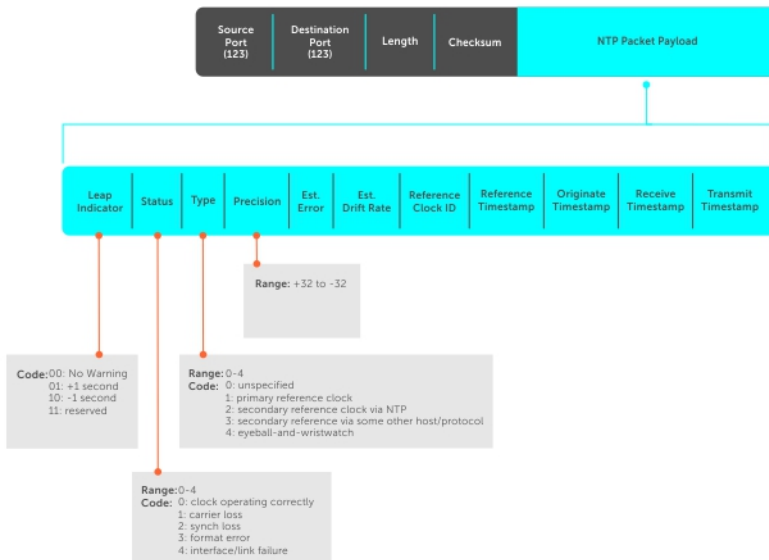 Source
Port
(123)
Destination
Port
(123)
Length
Checksum
NTP Packet Payload
Leap
Indicator
Status
Type
Precision
Est.
Error
Est.
Drift Rate
Reference
Clock ID
Reference
Timestamp
Originate
Timestamp
Receive
Timestamp
Transmit
Timestamp
Range: +32 to -32
Code: 00: No Warning
01: +1 second
10: -1 second
11: reserved
Range: 0-4
Code: 0: unspecified
1: primary reference clock
2: secondary reference clock via NTP
3: secondary reference via some other host/protocol
4: eyeball-and-wristwatch
Range: 0-4
Code: 0: clock operating correctly
1: carrier loss
2: synch loss
3: format error
4: interface/link failure